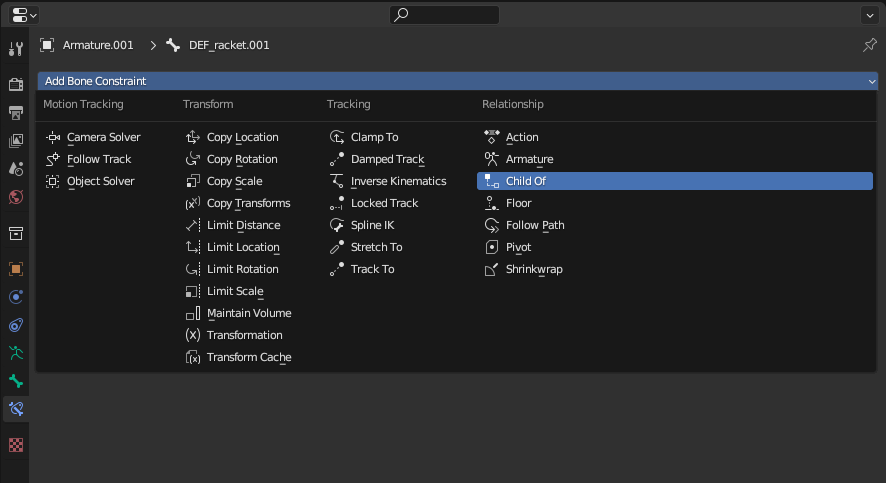 Armature.001 > DEF_racket.001
Add Bone Constraint
Motion Tracking
Camera Solver
Follow Track
Object Solver
Transform
Copy Location
Copy Rotation
Copy Scale
Copy Transforms
Limit Distance
Limit Location
Limit Rotation
Limit Scale
Maintain Volume
Transformation
Transform Cache
Tracking
Clamp To
Damped Track
Inverse Kinematics
Locked Track
Spline IK
Stretch To
Track To
Relationship
Action
Armature
Child Of
Floor
Follow Path
Pivot
Shrinkwrap